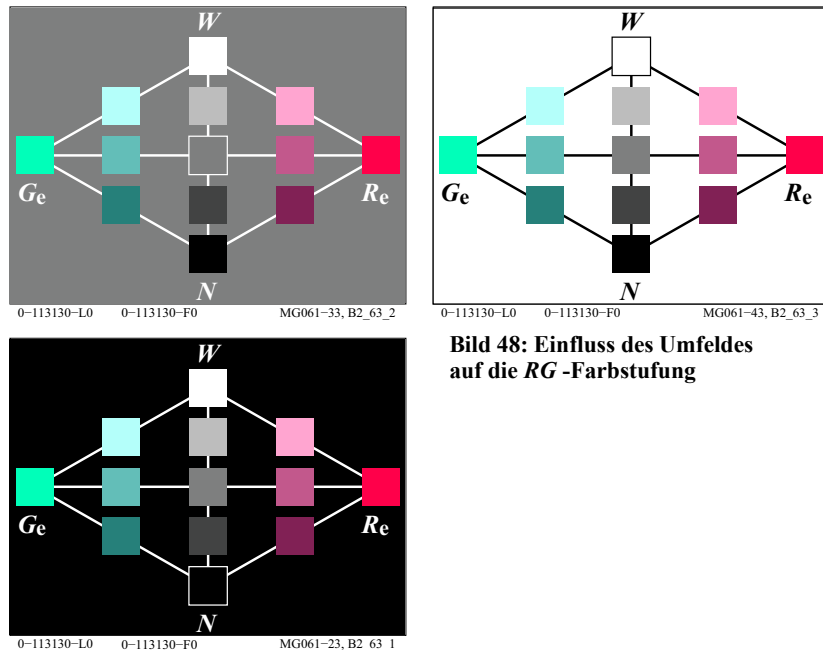 W
Ge Re
N
0−113130−L0 0−113130−F0 MG061−33, B2_63_2
W
Ge Re
N
0−113130−L0 0−113130−F0 MG061−43, B2_63_3
Bild 48: Einfluss des Umfeldes
auf die RG -Farbstufung
W
Ge Re
N
0−113130−L0 0−113130−F0 MG061−23, B2_63_1